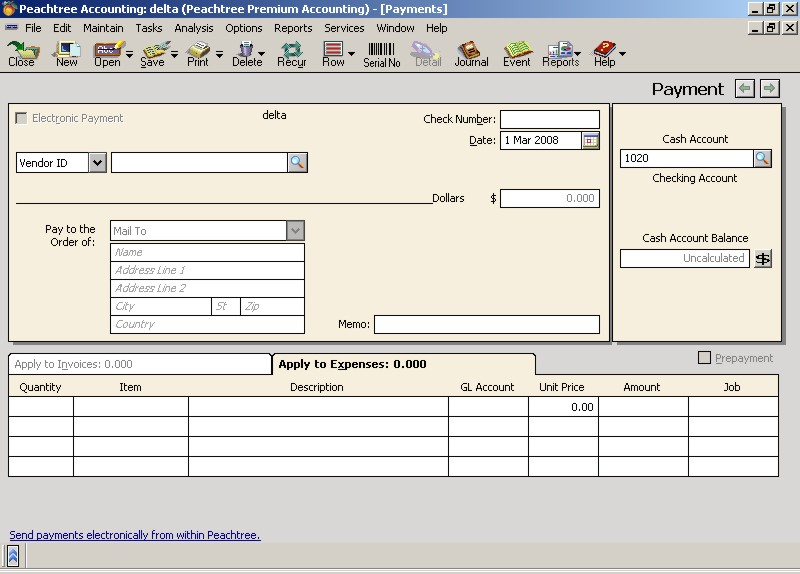 Peachtree Accounting: delta (Peachtree Premium Accounting) - [Payments]
File Edit Maintain Tasks Analysis Options Reports Services Window Help
Close New Open Save Print Delete Recur Row Serial No Detail Journal Event Reports Help
Payment
Electronic Payment
delta
Check Number:
Date: 1 Mar 2008
Vendor ID
Dollars $ 0.000
Pay to the
Order of:
Mail To
Name
Address Line 1
Address Line 2
City St Zip
Country
Memo:
Cash Account
1020
Checking Account
Cash Account Balance
Uncalculated
Apply to Invoices: 0.000
Apply to Expenses: 0.000
Prepayment
Quantity Item Description GL Account Unit Price Amount Job
0.00
Send payments electronically from within Peachtree.